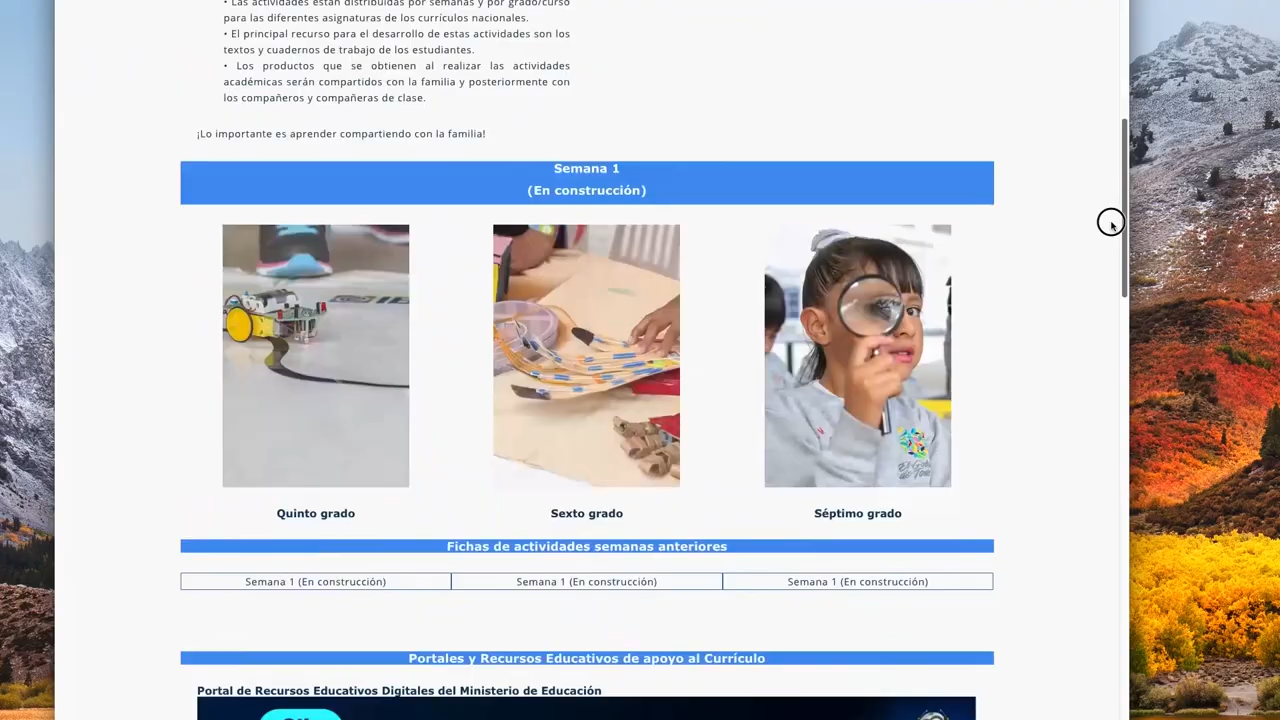 • Las actividades están distribuidas por semanas y por grado/curso
para las diferentes asignaturas de los currículos nacionales.
• El principal recurso para el desarrollo de estas actividades son los
textos y cuadernos de trabajo de los estudiantes.
• Los productos que se obtienen al realizar las actividades
académicas serán compartidos con la familia y posteriormente con
los compañeros y compañeras de clase.
¡Lo importante es aprender compartiendo con la familia!
Semana 1
(En construcción)
Quinto grado
Sexto grado
Séptimo grado
Fichas de actividades semanas anteriores
Semana 1 (En construcción)
Semana 1 (En construcción)
Semana 1 (En construcción)
Portales y Recursos Educativos de apoyo al Currículo
Portal de Recursos Educativos Digitales del Ministerio de Educación